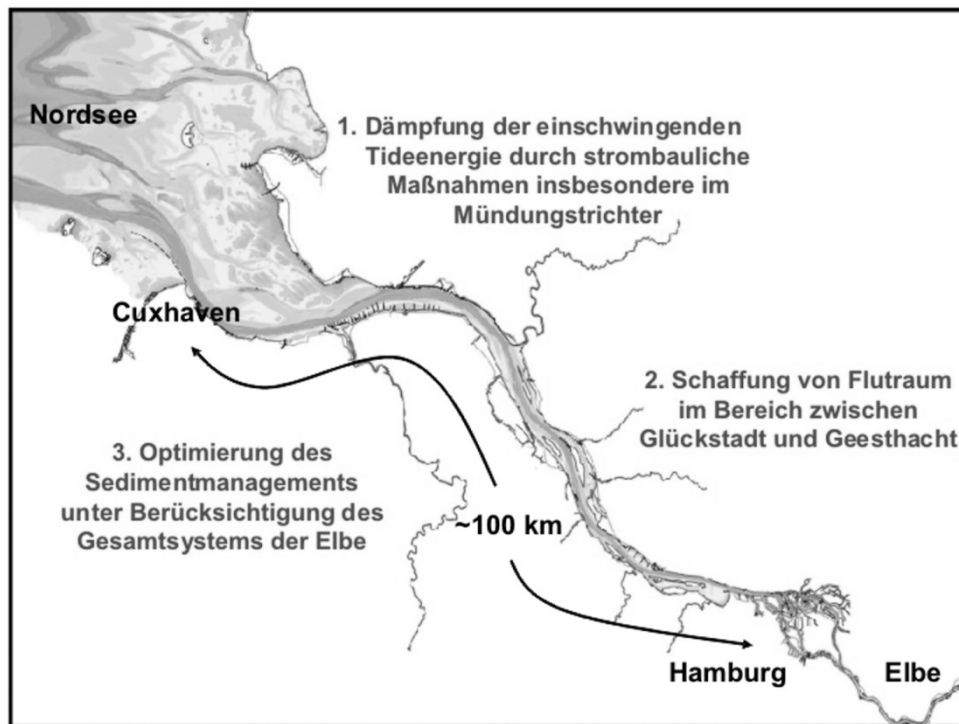 Nordsee
1. Dämpfung der einschwingenden
Tideenergie durch strombauliche
Maßnahmen insbesondere im
Mündungstrichter
Cuxhaven
2. Schaffung von Flutraum
im Bereich zwischen
Glückstadt und Geesthacht
3. Optimierung des
Sedimentmanagements
unter Berücksichtigung des
Gesamtsystems der Elbe
~100 km
Hamburg
Elbe